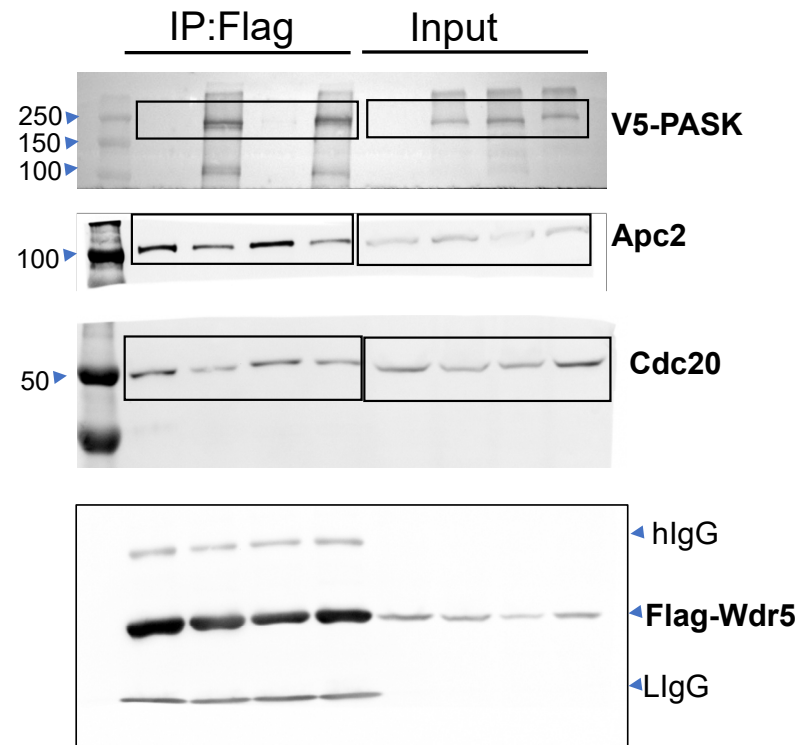 IP:Flag Input
250
150
100
V5-PASK
100
Apc2
50
Cdc20
hIgG
Flag-Wdr5
LIgG